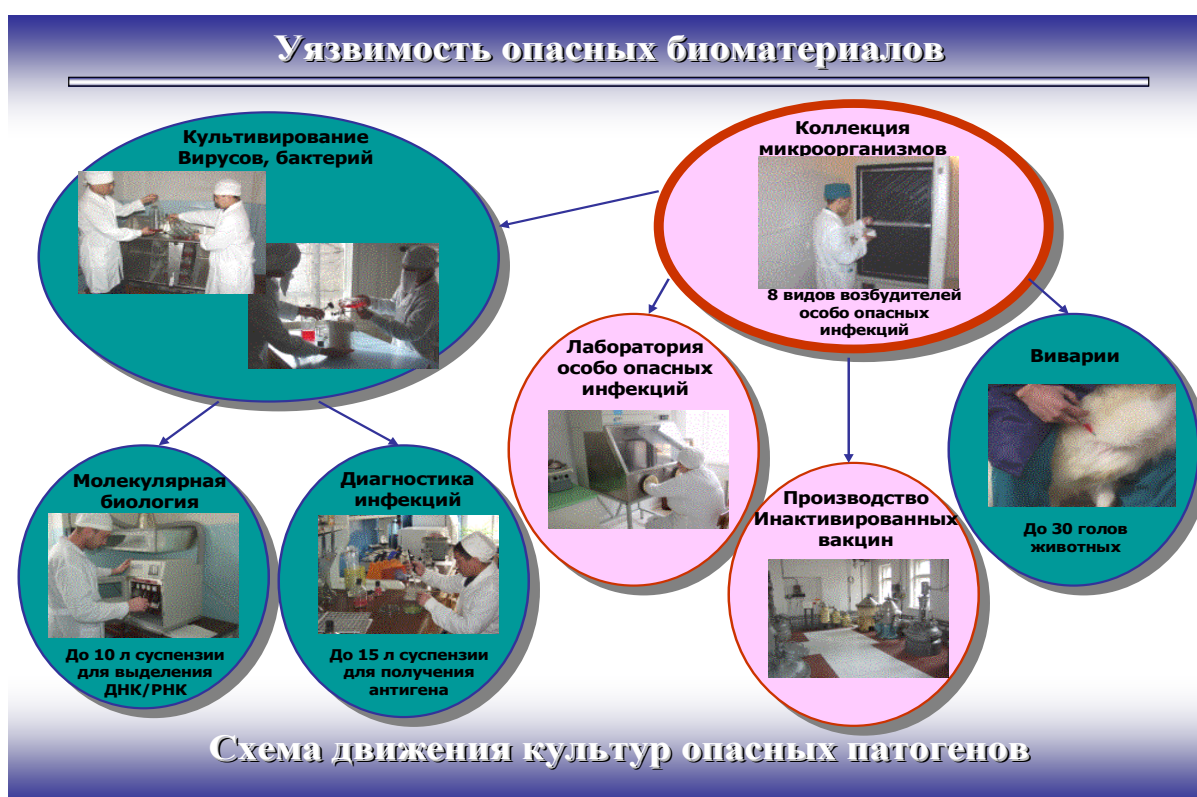 Уязвимость опасных биоматериалов
Культивирование
Вирусов, бактерий
Коллекция
микроорганизмов
8 видов возбудителей
особо опасных
инфекций
Лаборатория
особо опасных
инфекций
Виварии
До 30 голов
животных
Молекулярная
биология
До 10 л суспензии
для выделения
ДНК/РНК
Диагностика
инфекций
До 15 л суспензии
для получения
антигена
Производство
Инактивированных
вакцин
Схема движения культур опасных патогенов